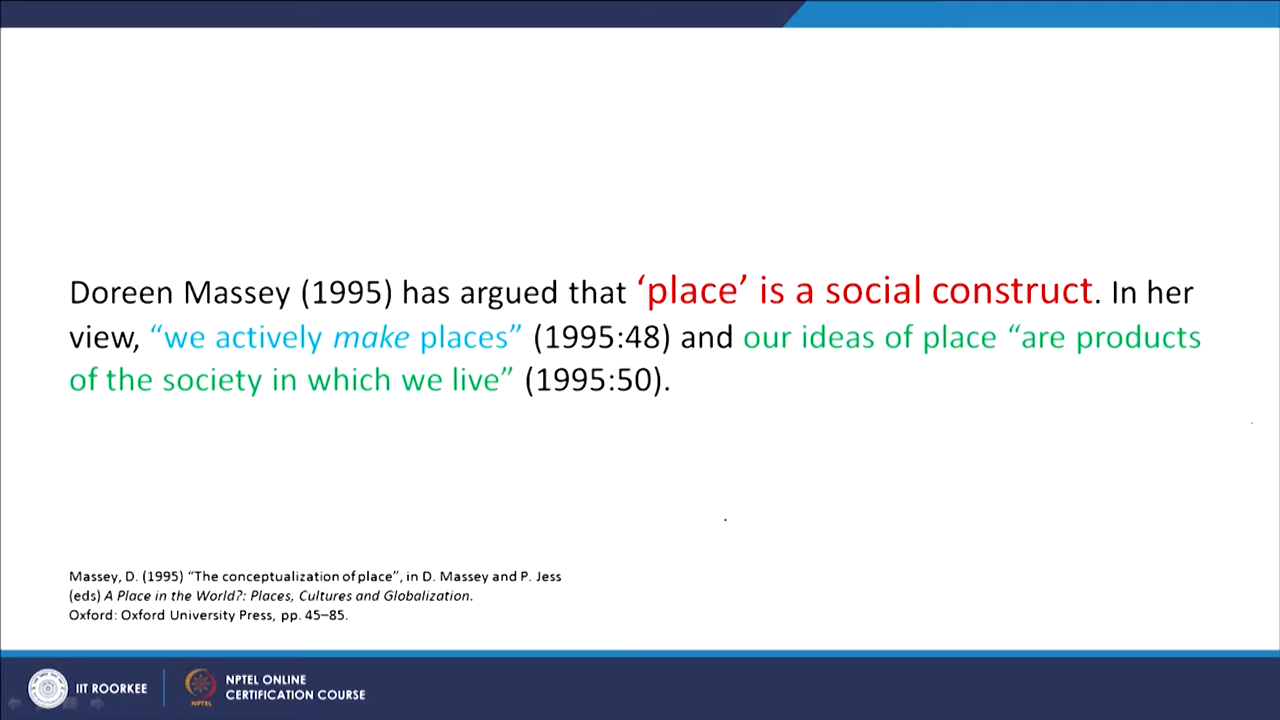 Doreen Massey (1995) has argued that ‘place’ is a social construct. In her
view, “we actively make places” (1995:48) and our ideas of place “are products
of the society in which we live” (1995:50).
Massey, D. (1995) “The conceptualization of place”, in D. Massey and P. Jess
(eds) A Place in the World?: Places, Cultures and Globalization.
Oxford: Oxford University Press, pp. 45–85.
IIT ROORKEE
NPTEL
NPTEL ONLINE
CERTIFICATION COURSE